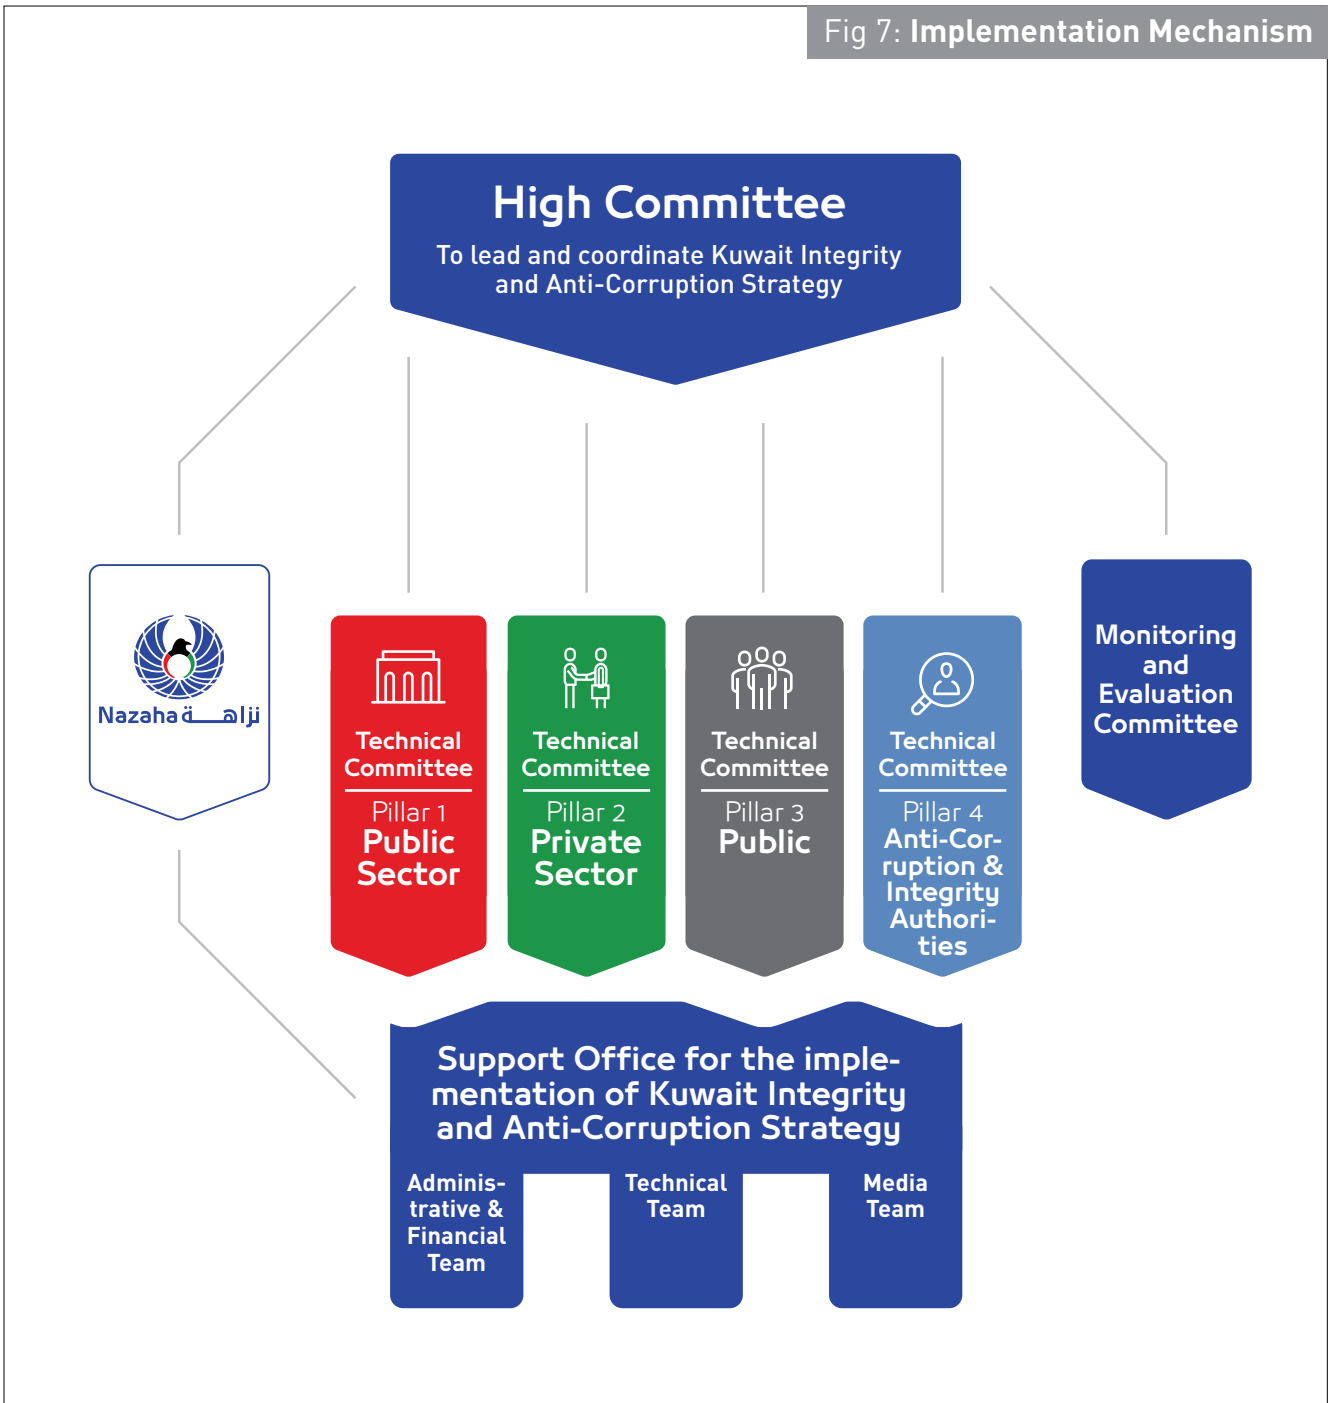 Fig 7: Implementation Mechanism
High Committee
To lead and coordinate Kuwait Integrity
and Anti-Corruption Strategy
Nazaha نزاهــة
Technical
Committee
Pillar 1
Public
Sector
Technical
Committee
Pillar 2
Private
Sector
Technical
Committee
Pillar 3
Public
Technical
Committee
Pillar 4
Anti-Cor-
ruption &
Integrity
Authori-
ties
Monitoring
and
Evaluation
Committee
Support Office for the imple-
mentation of Kuwait Integrity
and Anti-Corruption Strategy
Adminis-
trative &
Financial
Team
Technical
Team
Media
Team